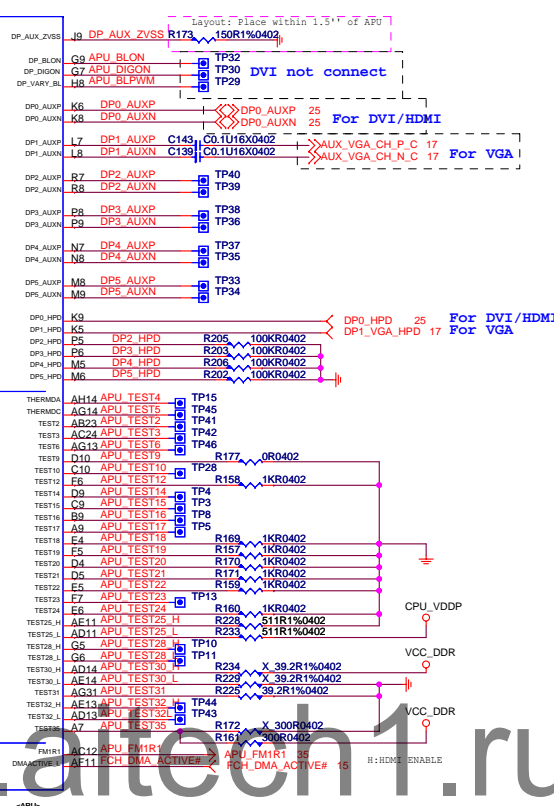 Layout: Place within 1.5'' of APU
DP_AUX_ZVSS J9 DP_AUX_ZVSS R173 150R1%0402
DP_BLON G9 APU_BLON TP32
DP_DIGON G7 APU_DIGON TP30 DVI not connect
DP_VARY_BL H8 APU_BLPWM TP29
DP0_AUXP K6 DP0_AUXP DP0_AUXP 25
DP0_AUXN K8 DP0_AUXN DP0_AUXN 25 For DVI/HDMI
DP1_AUXP L7 DP1_AUXP C143 C0.1U16X0402 AUX_VGA_CH_P_C 17
DP1_AUXN L8 DP1_AUXN C139 C0.1U16X0402 AUX_VGA_CH_N_C 17 For VGA
DP2_AUXP R7 DP2_AUXP TP40
DP2_AUXN R8 DP2_AUXN TP39
DP3_AUXP P8 DP3_AUXP TP38
DP3_AUXN P9 DP3_AUXN TP36
DP4_AUXP N7 DP4_AUXP TP37
DP4_AUXN N8 DP4_AUXN TP35
DP5_AUXP M8 DP5_AUXP TP33
DP5_AUXN M9 DP5_AUXN TP34
DP0_HPD K9 DP0_HPD 25 For DVI/HDMI
DP1_HPD K5 DP1_VGA_HPD 17 For VGA
DP2_HPD P5 DP2_HPD R205 100KR0402
DP3_HPD P6 DP3_HPD R203 100KR0402
DP4_HPD M5 DP4_HPD R206 100KR0402
DP5_HPD M6 DP5_HPD R202 100KR0402
THERMDA AH14 APU_TEST4 TP15
THERMDC AG14 APU_TEST5 TP45
TEST2 AB23 APU_TEST2 TP41
TEST3 AC24 APU_TEST3 TP42
TEST6 AG13 APU_TEST6 TP46
TEST9 D10 APU_TEST9 R177 0R0402
TEST10 C10 APU_TEST10 TP28
TEST12 F6 APU_TEST12 R158 1KR0402
TEST14 D9 APU_TEST14 TP4
TEST15 C9 APU_TEST15 TP3
TEST16 B9 APU_TEST16 TP8
TEST17 A9 APU_TEST17 TP5
TEST18 F4 APU_TEST18 R169 1KR0402
TEST19 F5 APU_TEST19 R157 1KR0402
TEST20 D4 APU_TEST20 R170 1KR0402
TEST21 D5 APU_TEST21 R171 1KR0402
TEST22 E5 APU_TEST22 R159 1KR0402
TEST23 F7 APU_TEST23 TP13
TEST24 E6 APU_TEST24 R160 1KR0402 CPU_VDDP
TEST25_H AE11 APU_TEST25_H R228 511R1%0402
TEST25_L AD11 APU_TEST25_L R233 511R1%0402
TEST28_H G5 APU_TEST28_H TP10
TEST28_L G6 APU_TEST28_L TP11 VCC_DDR
TEST30_H AD14 APU_TEST30_H R234 X_39.2R1%0402
TEST30_L AE14 APU_TEST30_L R229 X_39.2R1%0402
TEST31 AG31 APU_TEST31 R225 39.2R1%0402
TEST32_H AE13 APU_TEST32_H TP44
TEST32_L AD13 APU_TEST32L TP43 VCC_DDR
TEST35 A7 APU_TEST35 R172 X_300R0402
R161 300R0402
FM1R1 AC12 APU_FM1R1 APU_FM1R1 35
DMAACTIVE_L AF11 FCH_DMA_ACTIVE# FCH_DMA_ACTIVE# 15 H:HDMI ENABLE
.aitech1.ru